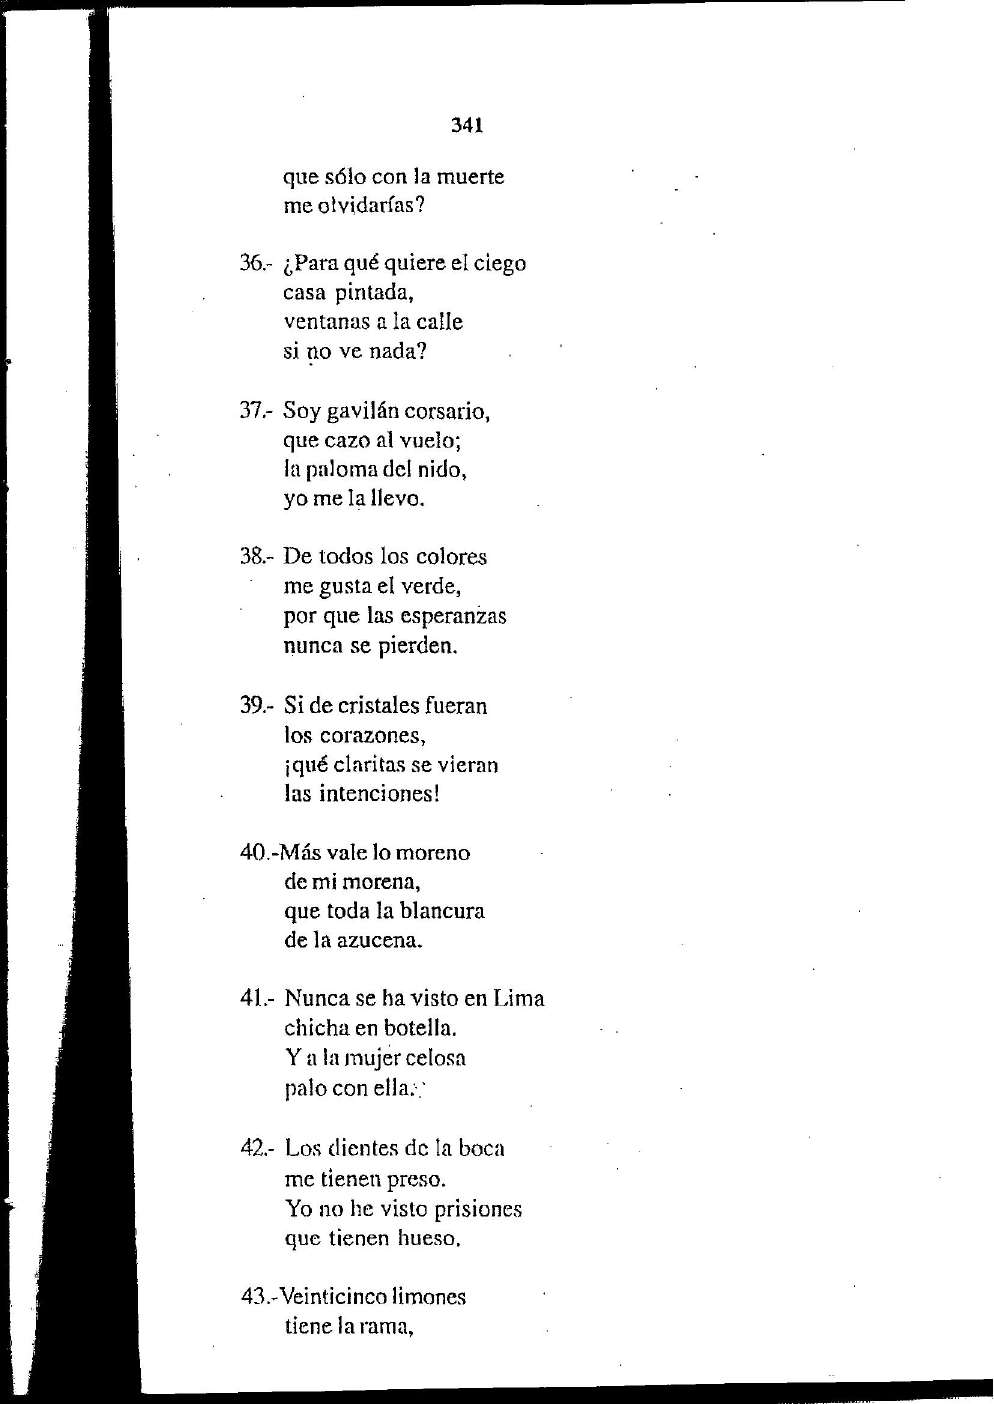 341
que sólo con la muerte
me olvidarías?
36.- ¿Para qué quiere el ciego
casa pintada,
ventanas a la calle
si no ve nada?
37.- Soy gavilán corsario,
que cazo al vuelo;
la paloma del nido,
yo me la llevo.
38.- De todos los colores
me gusta el verde,
por que las esperanzas
nunca se pierden.
39.- Si de cristales fueran
los corazones,
¡qué claritas se vieran
las intenciones!
40.-Más vale lo moreno
de mi morena,
que toda la blancura
de la azucena.
41.- Nunca se ha visto en Lima
chicha en botella.
Y a la mujer celosa
palo con ella.
42.- Los dientes de la boca
me tienen preso.
Yo no he visto prisiones
que tienen hueso.
43.-Veinticinco limones
tiene la rama,